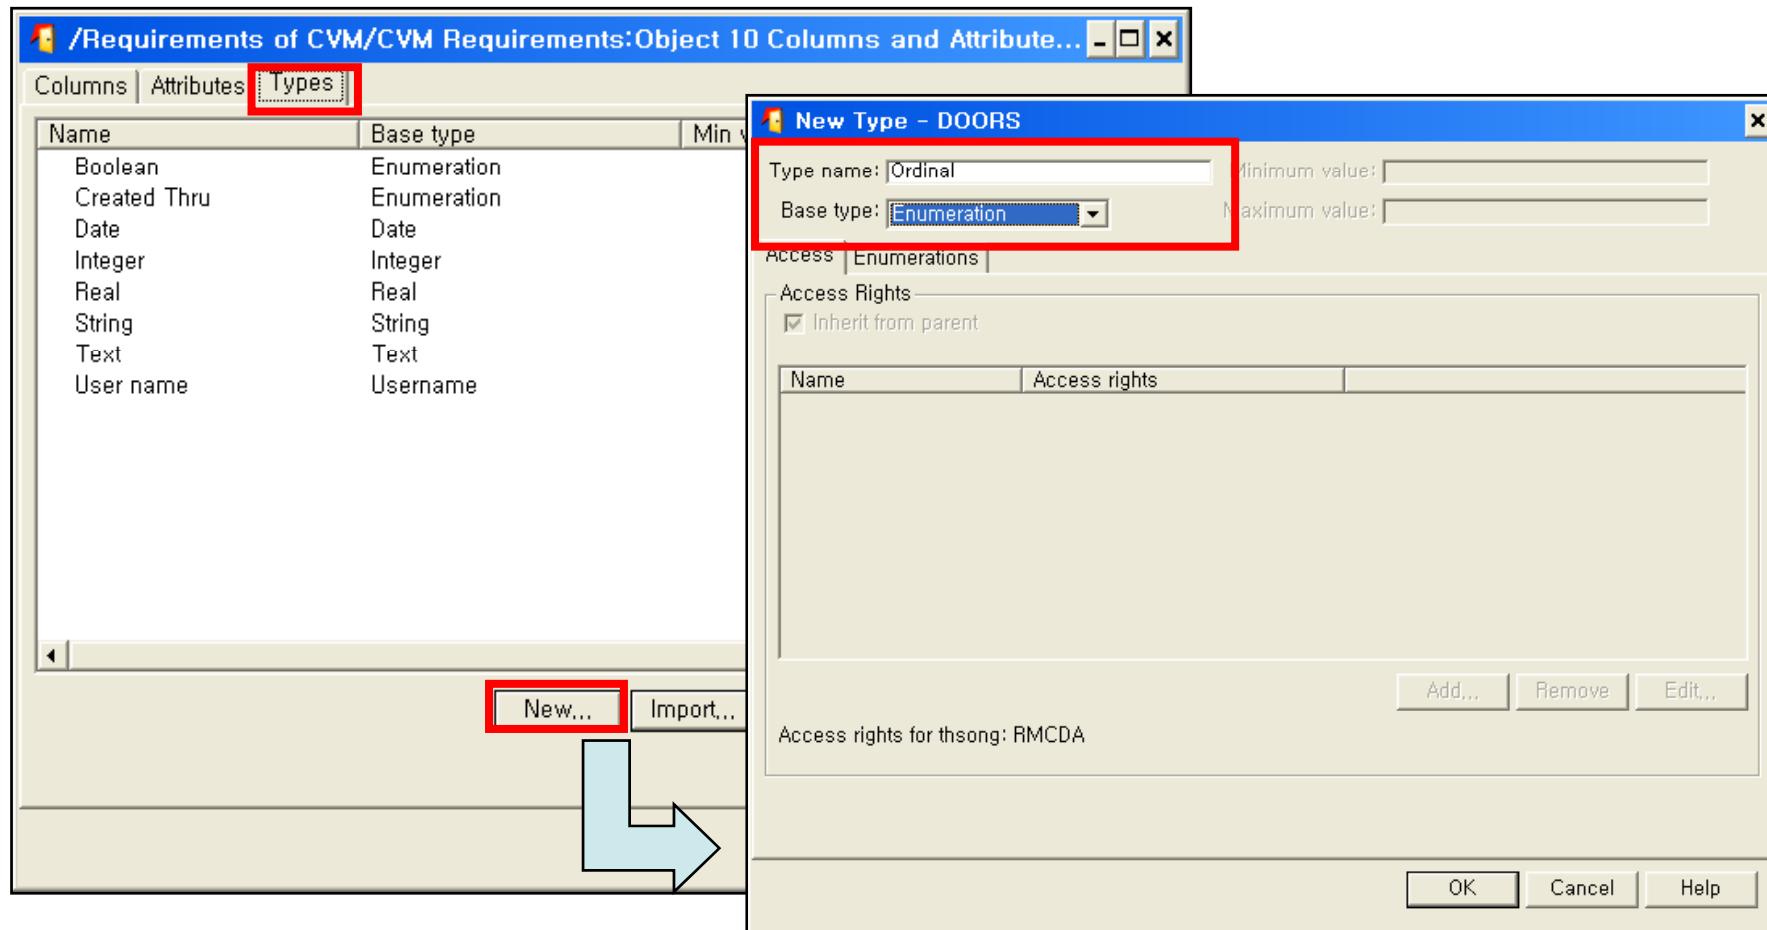 /Requirements of CVM/CVM Requirements:Object 10 Columns and Attribute...
Columns Attributes Types
Name Base type Min v
Boolean Enumeration
Created Thru Enumeration
Date Date
Integer Integer
Real Real
String String
Text Text
User name Username
New... Import...
New Type - DOORS
Type name: Ordinal Minimum value:
Base type: Enumeration Maximum value:
Access Enumerations
Access Rights
Inherit from parent
Name Access rights
Add... Remove Edit...
Access rights for thsong: RMCDA
OK Cancel Help